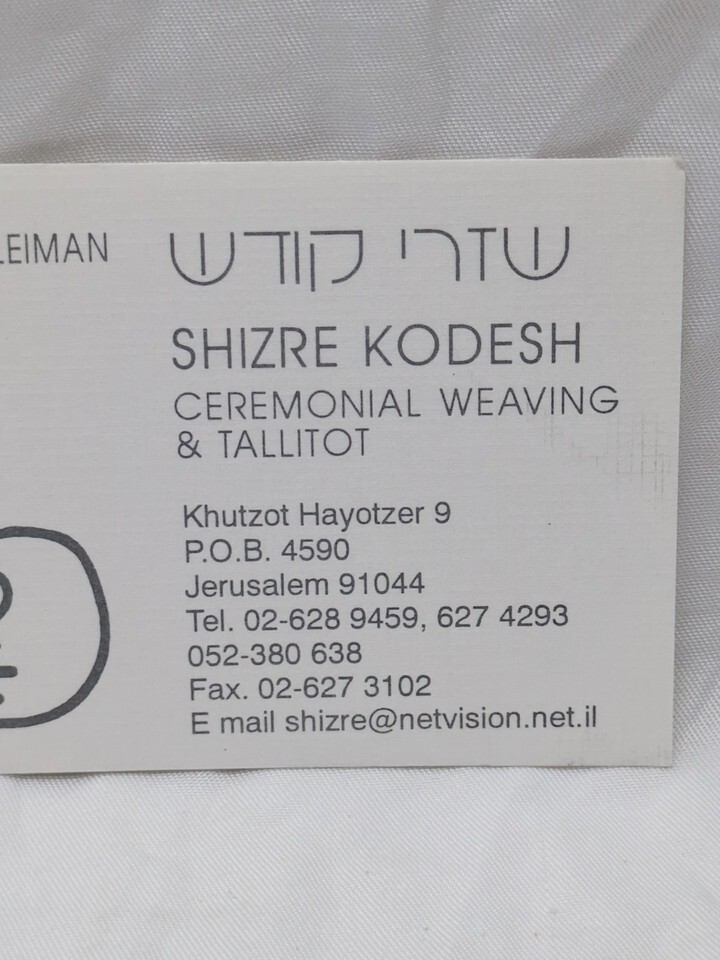 LEIMAN
שזרי קודש
SHIZRE KODESH
CEREMONIAL WEAVING
& TALLITOT
Khutzot Hayotzer 9
P.O.B. 4590
Jerusalem 91044
Tel. 02-628 9459, 627 4293
052-380 638
Fax. 02-627 3102
E mail shizre@netvision.net.il